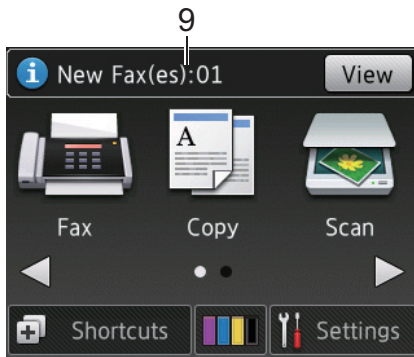 9
New Fax(es):01 View
A
Fax Copy Scan
Shortcuts Settings